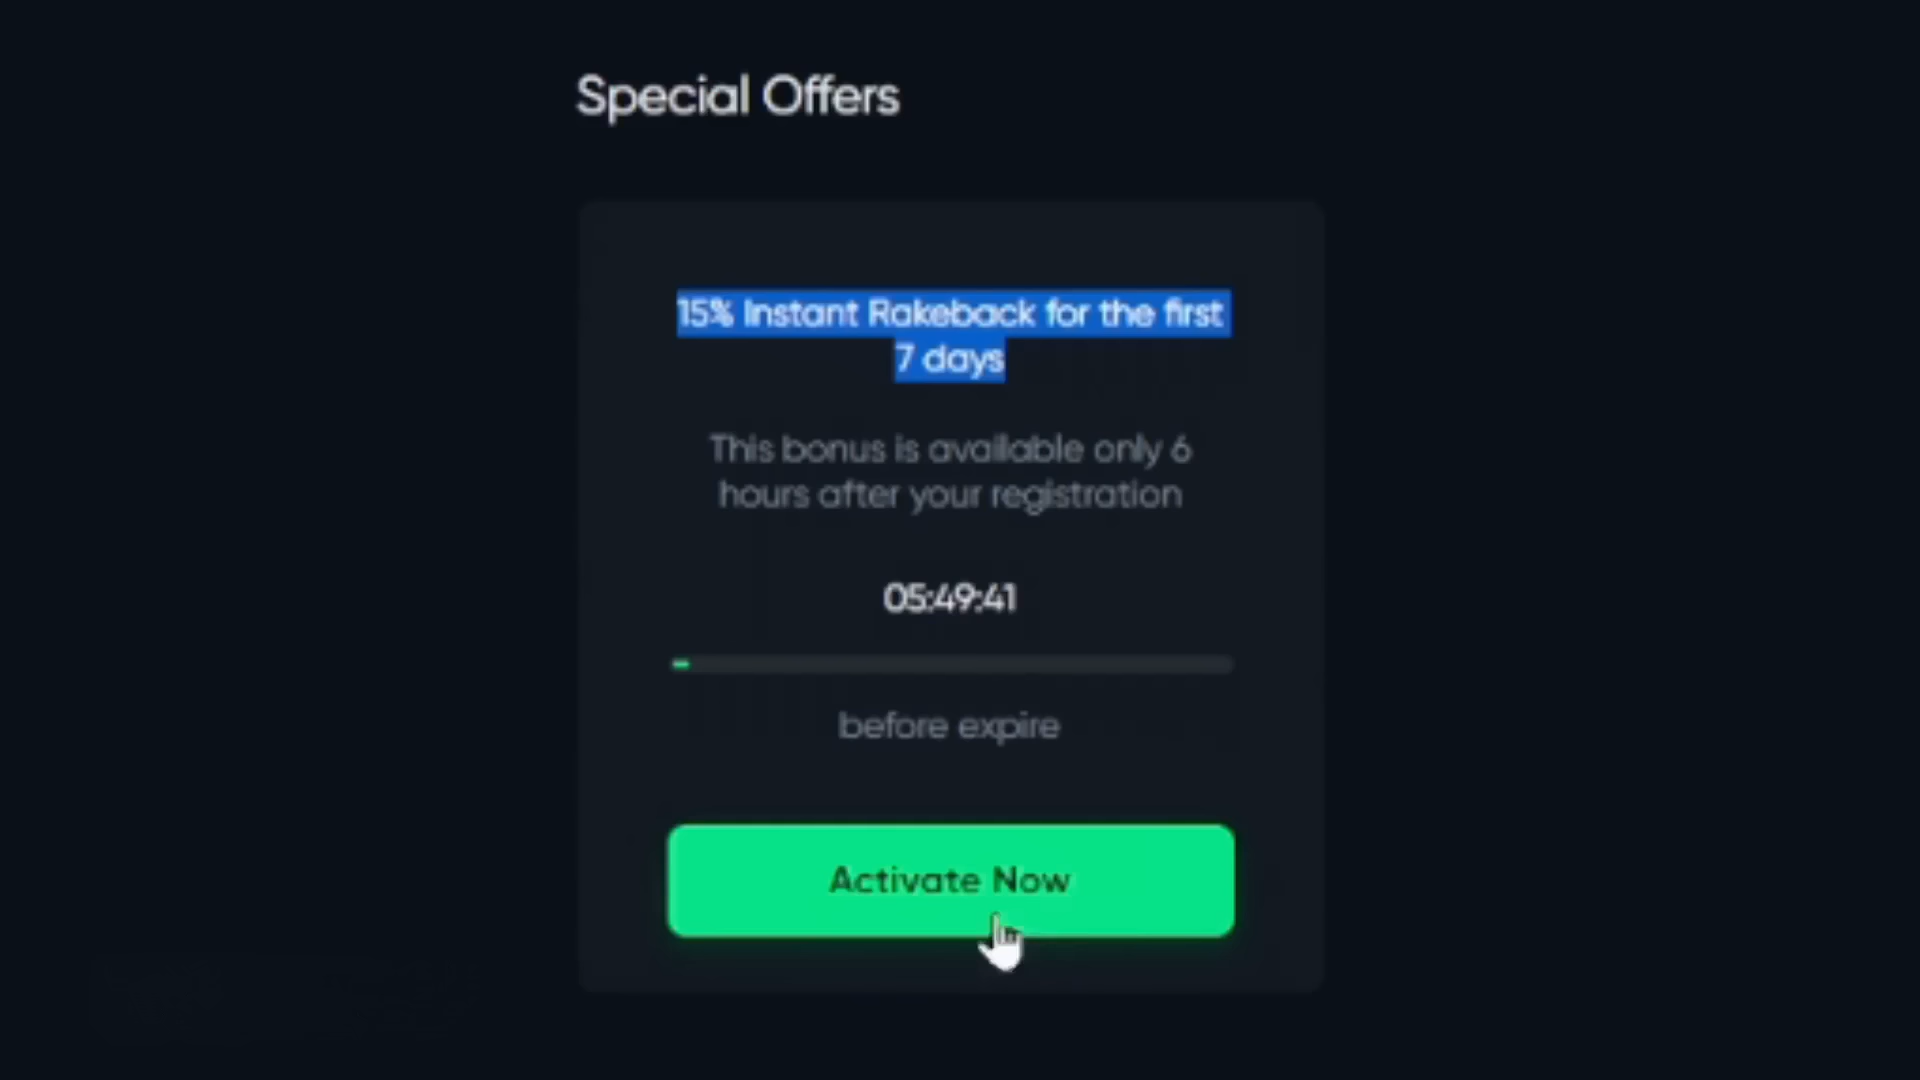 Special Offers
15% Instant Rakeback for the first
7 days
This bonus is available only 6
hours after your registration
05:49:41
before expire
Activate Now